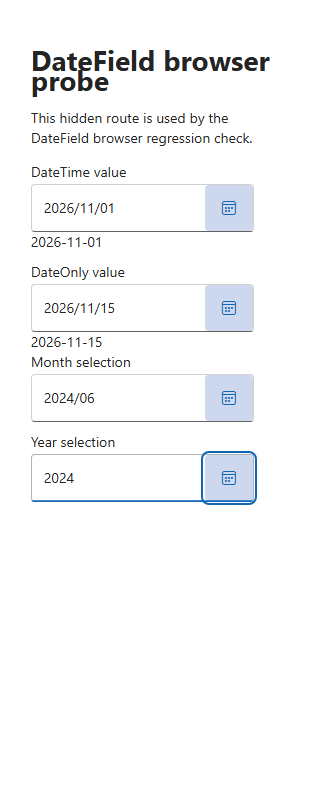 DateField browser
probe
This hidden route is used by the
DateField browser regression check.
DateTime value
2026/11/01
2026-11-01
DateOnly value
2026/11/15
2026-11-15
Month selection
2024/06
Year selection
2024